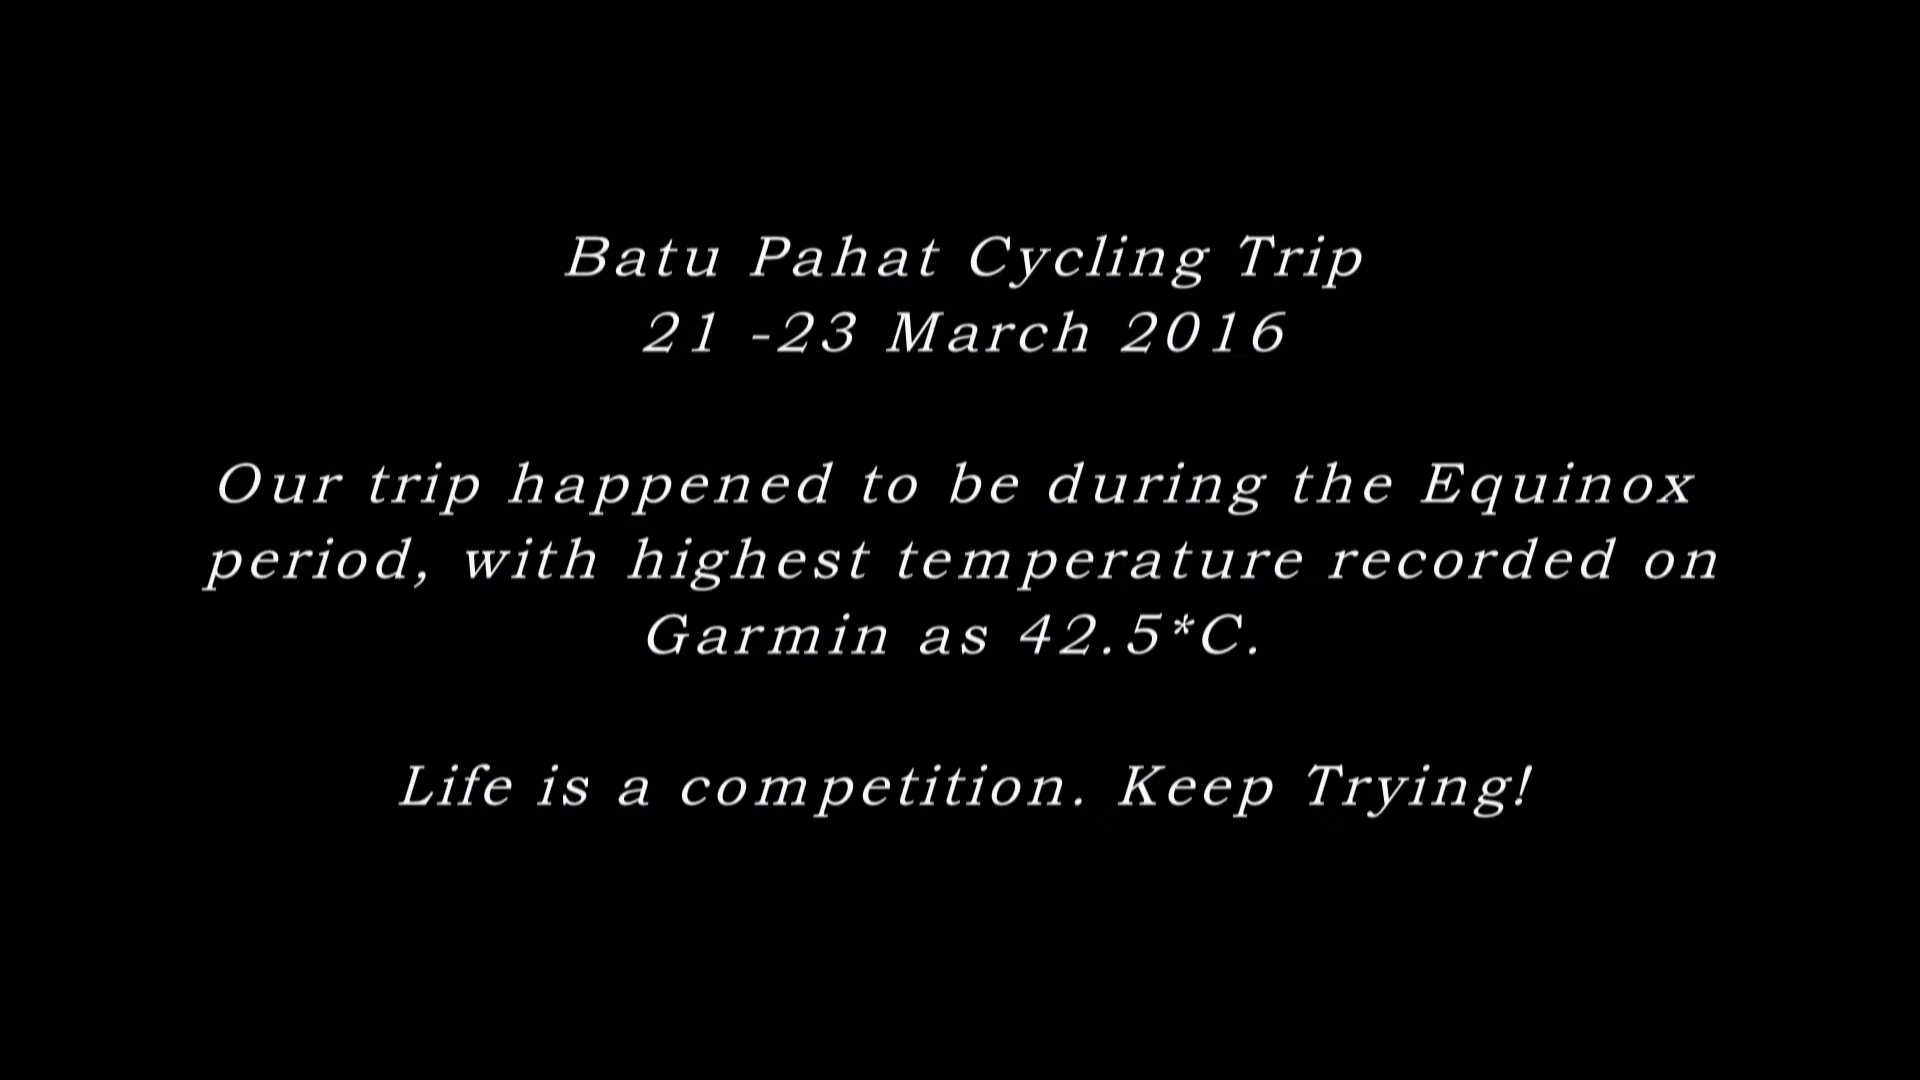 Batu Pahat Cycling Trip
21 -23 March 2016
Our trip happened to be during the Equinox
period, with highest temperature recorded on
Garmin as 42.5*C.
Life is a competition. Keep Trying!